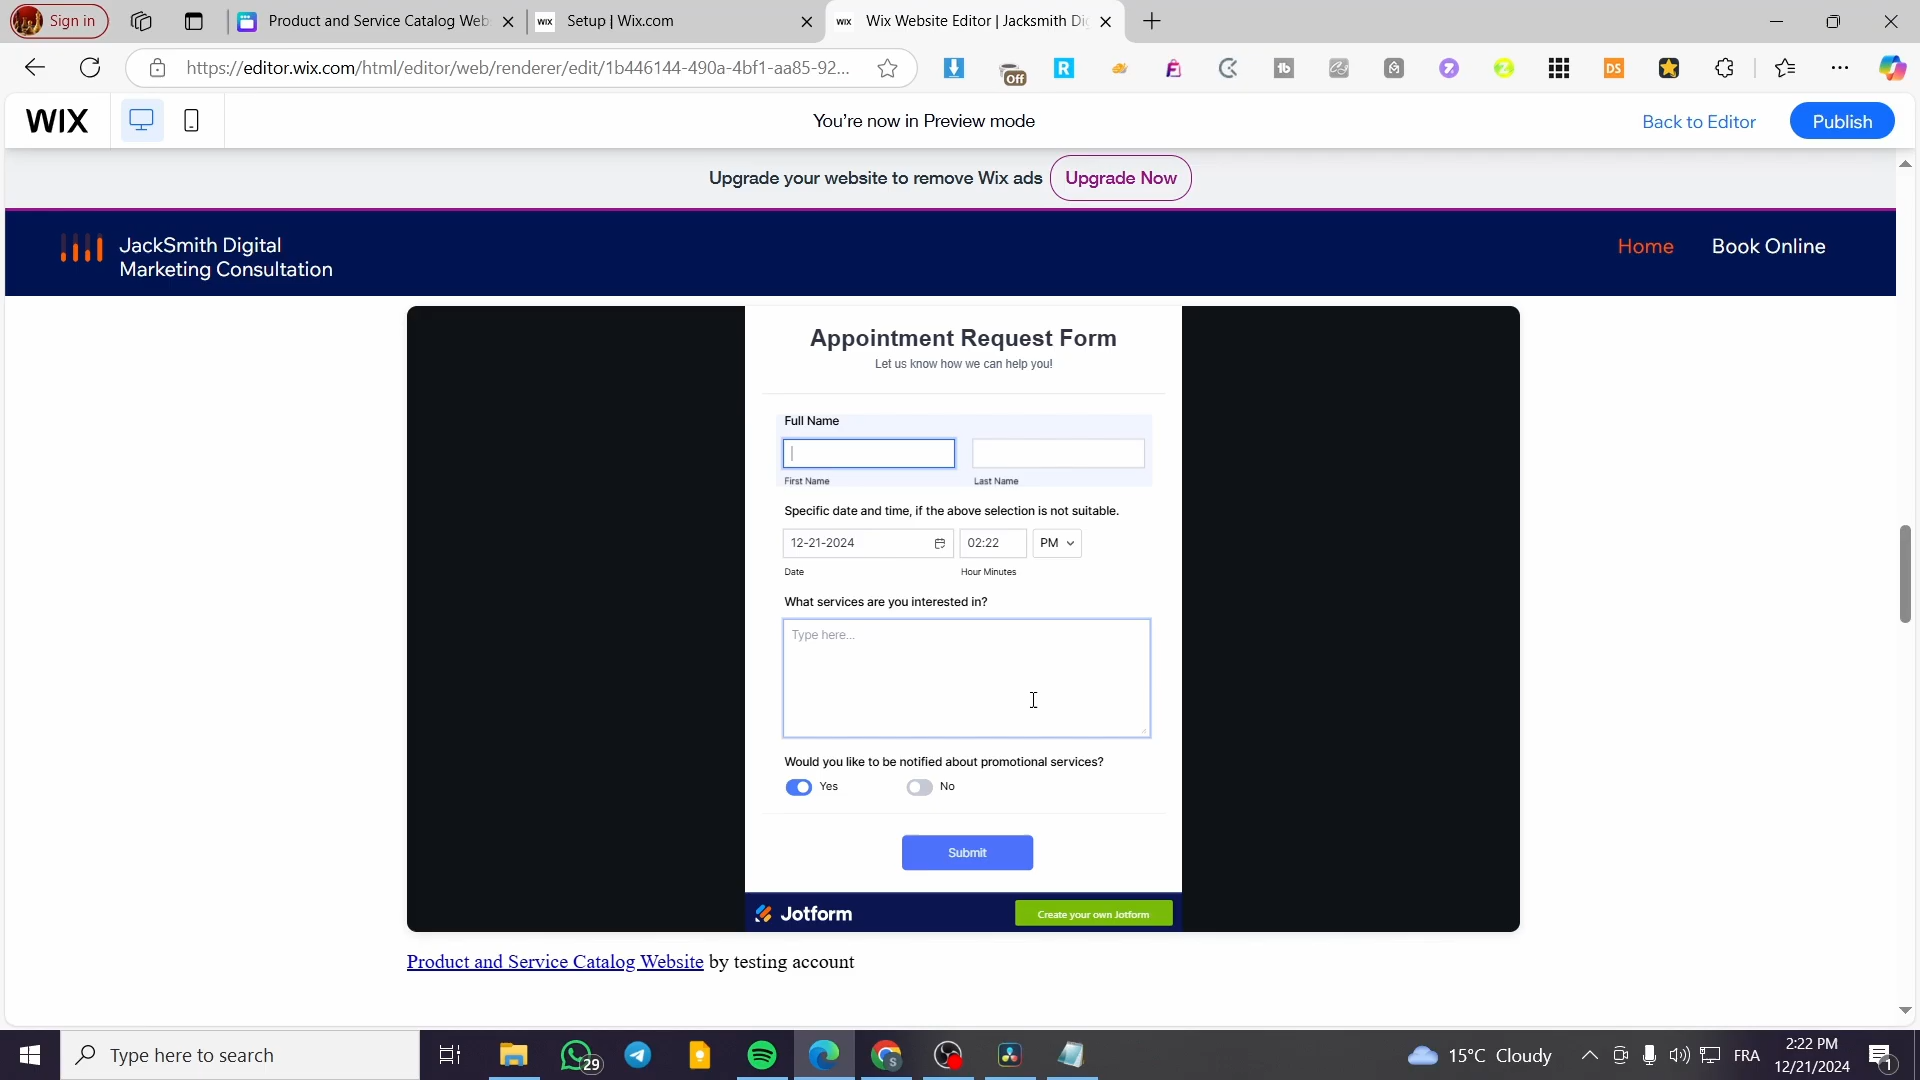 Sign in
Product and Service Catalog Web
Setup | Wix.com
WIX Wix Website Editor | Jacksmith Di
https://editor.wix.com/html/editor/web/renderer/edit/1b446144-490a-4bf1-aa85-92...
Off
WIX
You're now in Preview mode
Back to Editor
Publish
Upgrade your website to remove Wix ads
Upgrade Now
JackSmith Digital
Marketing Consultation
Home
Book Online
Appointment Request Form
Let us know how we can help you!
Full Name
First Name
Last Name
Specific date and time, if the above selection is not suitable.
12-21-2024
02:22
PM
Date
Hour Minutes
What services are you interested in?
Type here...
Would you like to be notified about promotional services?
Yes
No
Submit
Jotform
Create your own Jotform
Product and Service Catalog Website by testing account
Type here to search
29
15°C Cloudy
FRA
2:22 PM
12/21/2024
1